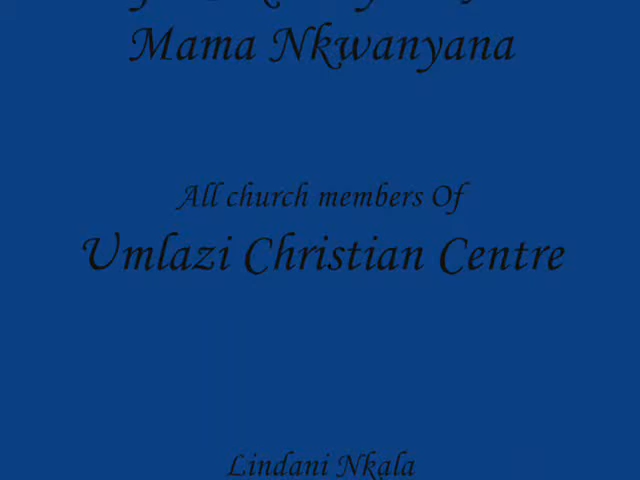 Mama Nkwanyana
All church members Of
Umlazi Christian Centre
Lindani Nkala